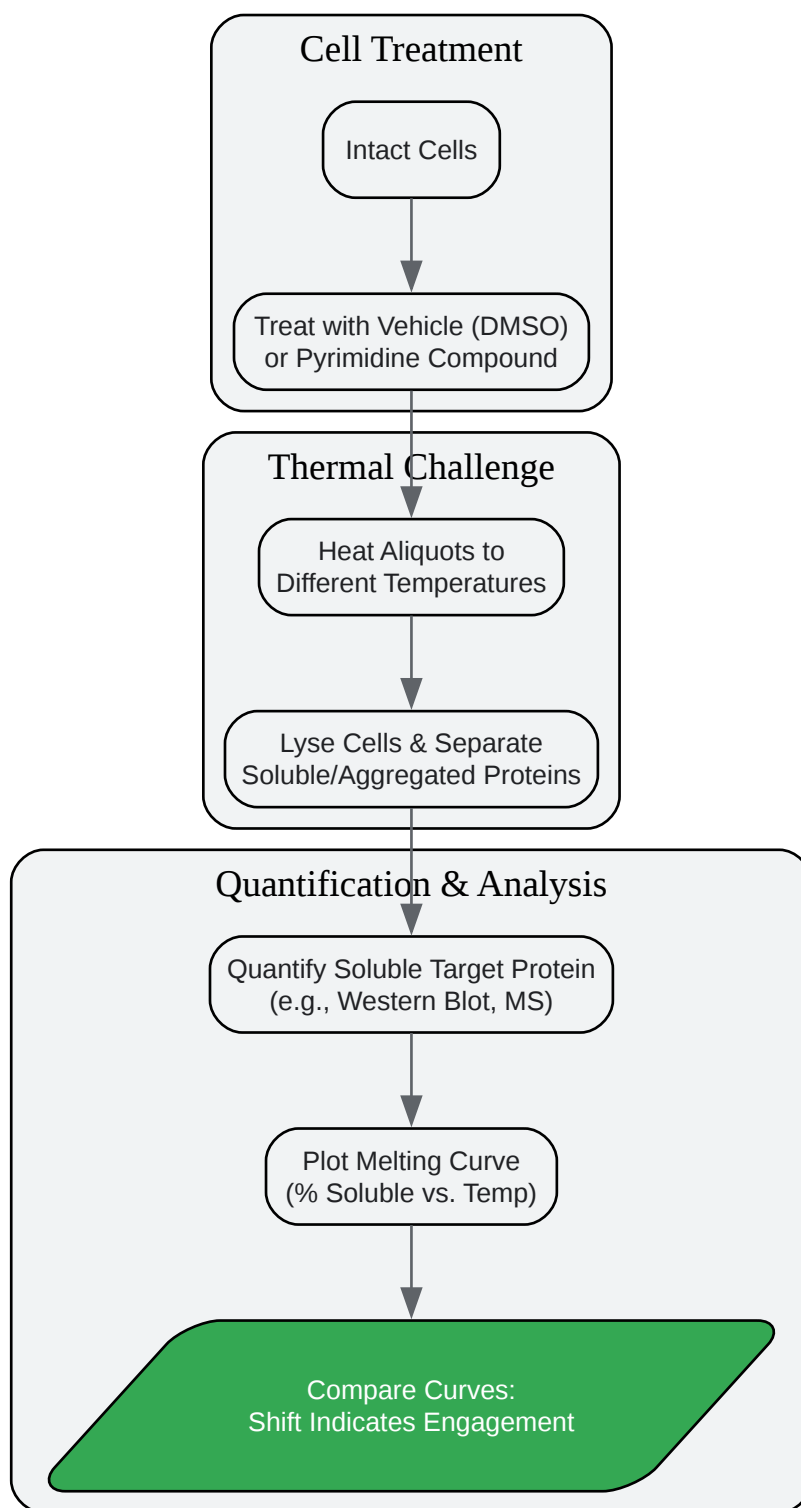 Cell Treatment
Intact Cells
Treat with Vehicle (DMSO)
or Pyrimidine Compound
Thermal Challenge
Heat Aliquots to
Different Temperatures
Lyse Cells & Separate
Soluble/Aggregated Proteins
Quantification & Analysis
Quantify Soluble Target Protein
(e.g., Western Blot, MS)
Plot Melting Curve
(% Soluble vs. Temp)
Compare Curves:
Shift Indicates Engagement